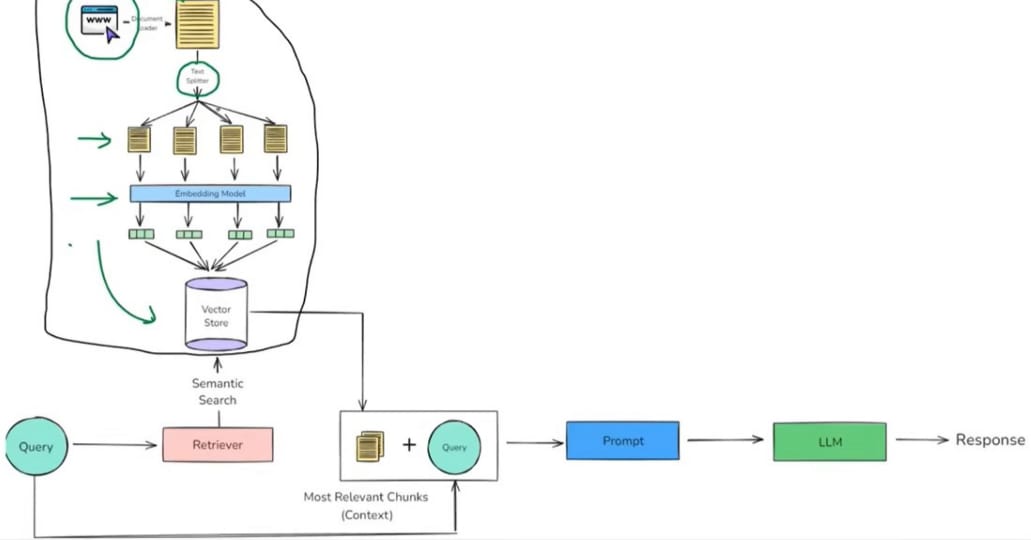 www
Document
Loader
Text
Splitter
Embedding Model
Vector
Store
Semantic
Search
Query
Retriever
Query
Prompt
LLM
Response
Most Relevant Chunks
(Context)